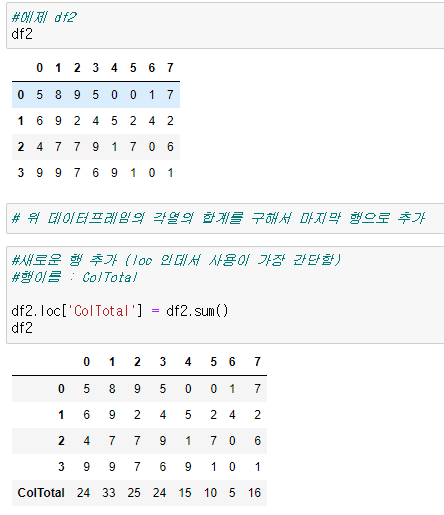 #예제 df2
df2
0 1 2 3 4 5 6 7
0 5 8 9 5 0 0 1 7
1 6 9 2 4 5 2 4 2
2 4 7 7 9 1 7 0 6
3 9 9 7 6 9 1 0 1
# 위 데이터프레임의 각열의 합계를 구해서 마지막 행으로 추가
#새로운 행 추가 (loc 인데서 사용이 가장 간단함)
#행이름 : ColTotal
df2.loc['ColTotal'] = df2.sum()
df2
0 1 2 3 4 5 6 7
0 5 8 9 5 0 0 1 7
1 6 9 2 4 5 2 4 2
2 4 7 7 9 1 7 0 6
3 9 9 7 6 9 1 0 1
ColTotal 24 33 25 24 15 10 5 16